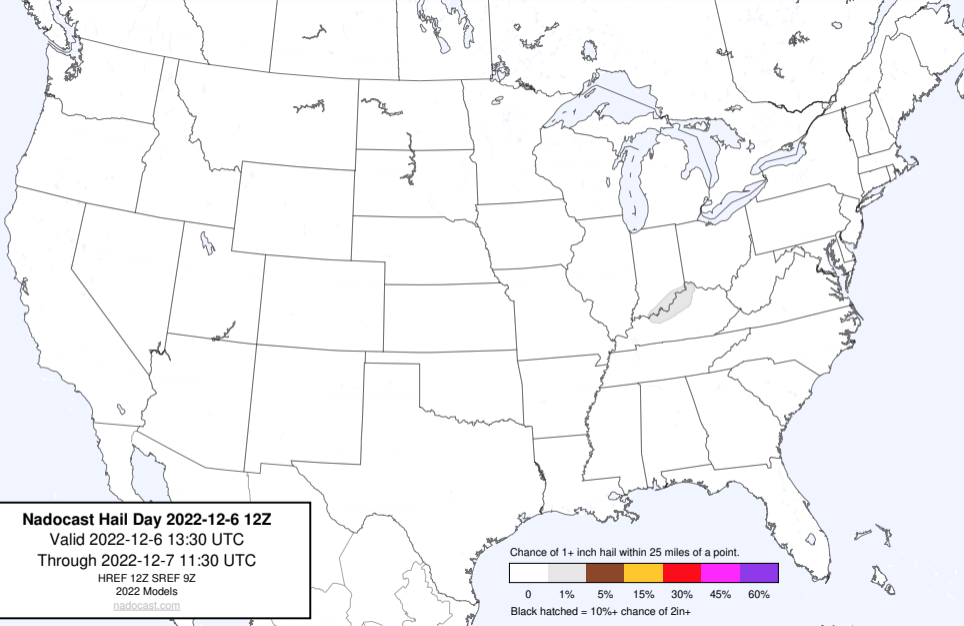 Nadocast Hail Day 2022-12-6 12Z
Valid 2022-12-6 13:30 UTC
Through 2022-12-7 11:30 UTC
HREF 12Z SREF 9Z
2022 Models
nadocast.com
Chance of 1+ inch hail within 25 miles of a point.
0 1% 5% 15% 30% 45% 60%
Black hatched = 10%+ chance of 2in+